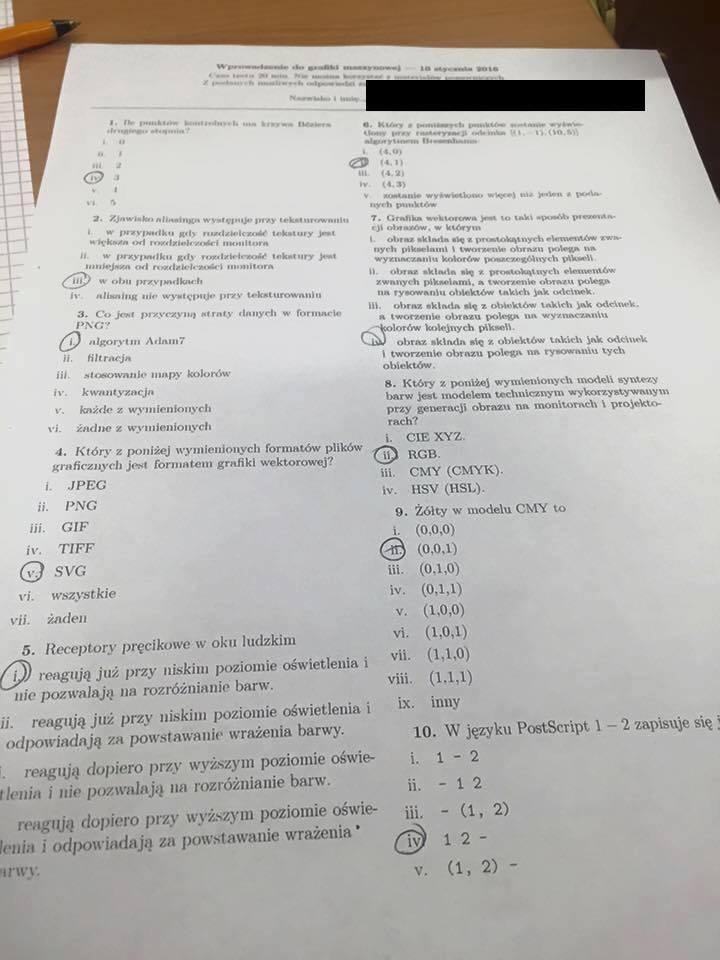 Wprowadzenie do grafiki maszynowej — 18 stycznia 2016
Czas testu 20 min. Nie można korzystać z materiałów pomocniczych
Z podanych możliwych odpowiedzi
Nazwisko i imię
1. Ile punktów kontrolnych ma krzywa Béziera
drugiego stopnia?
i. 0
ii. 1
iii. 2
iv. 3
v. 4
vi. 5
2. Zjawisko aliasingu występuje przy teksturowaniu
i. w przypadku gdy rozdzielczość tekstury jest
większa od rozdzielczości monitora
ii. w przypadku gdy rozdzielczość tekstury jest
mniejsza od rozdzielczości monitora
iii. w obu przypadkach
iv. alisaing nie występuje przy teksturowaniu
3. Co jest przyczyną straty danych w formacie
PNG?
i. algorytm Adam7
ii. filtracja
iii. stosowanie mapy kolorów
iv. kwantyzacja
v. każde z wymienionych
vi. żadne z wymienionych
4. Który z poniżej wymienionych formatów plików
graficznych jest formatem grafiki wektorowej?
i. JPEG
ii. PNG
iii. GIF
iv. TIFF
v. SVG
vi. wszystkie
vii. żaden
5. Receptory pręcikowe w oku ludzkim
i. reagują już przy niskim poziomie oświetlenia i
nie pozwalają na rozróżnianie barw.
ii. reagują już przy niskim poziomie oświetlenia i
odpowiadają za powstawanie wrażenia barwy.
i. reagują dopiero przy wyższym poziomie oświe-
tlenia i nie pozwalają na rozróżnianie barw.
reagują dopiero przy wyższym poziomie oświe-
lenia i odpowiadają za powstawanie wrażenia
arwy.
6. Który z poniższych punktów zostanie wyświe-
tlony przy rasteryzacji odcinka [(1,−1),(10,5)]
algorytmem Bresenhama:
i. (4,0)
ii. (4,1)
iii. (4,2)
iv. (4,3)
v. zostanie wyświetlono więcej niż jeden z poda-
nych punktów
7. Grafika wektorowa jest to taki sposób prezenta-
cji obrazów, w którym
i. obraz składa się z prostokątnych elementów zwa-
nych pikselami i tworzenie obrazu polega na
wyznaczaniu kolorów poszczególnych pikseli.
ii. obraz składa się z prostokątnych elementów
zwanych pikselami, a tworzenie obrazu polega
na rysowaniu obiektów takich jak odcinek.
iii. obraz składa się z obiektów takich jak odcinek,
a tworzenie obrazu polega na wyznaczaniu
kolorów kolejnych pikseli.
iv. obraz składa się z obiektów takich jak odcinek
i tworzenie obrazu polega na rysowaniu tych
obiektów.
8. Który z poniżej wymienionych modeli syntezy
barw jest modelem technicznym wykorzystywanym
przy generacji obrazu na monitorach i projekto-
rach?
i. CIE XYZ.
ii. RGB.
iii. CMY (CMYK).
iv. HSV (HSL).
9. Żółty w modelu CMY to
i. (0,0,0)
ii. (0,0,1)
iii. (0,1,0)
iv. (0,1,1)
v. (1,0,0)
vi. (1,0,1)
vii. (1,1,0)
viii. (1,1,1)
ix. inny
10. W języku PostScript 1 − 2 zapisuje się j
i. 1 - 2
ii. - 1 2
iii. - (1, 2)
iv. 1 2 -
v. (1, 2) -